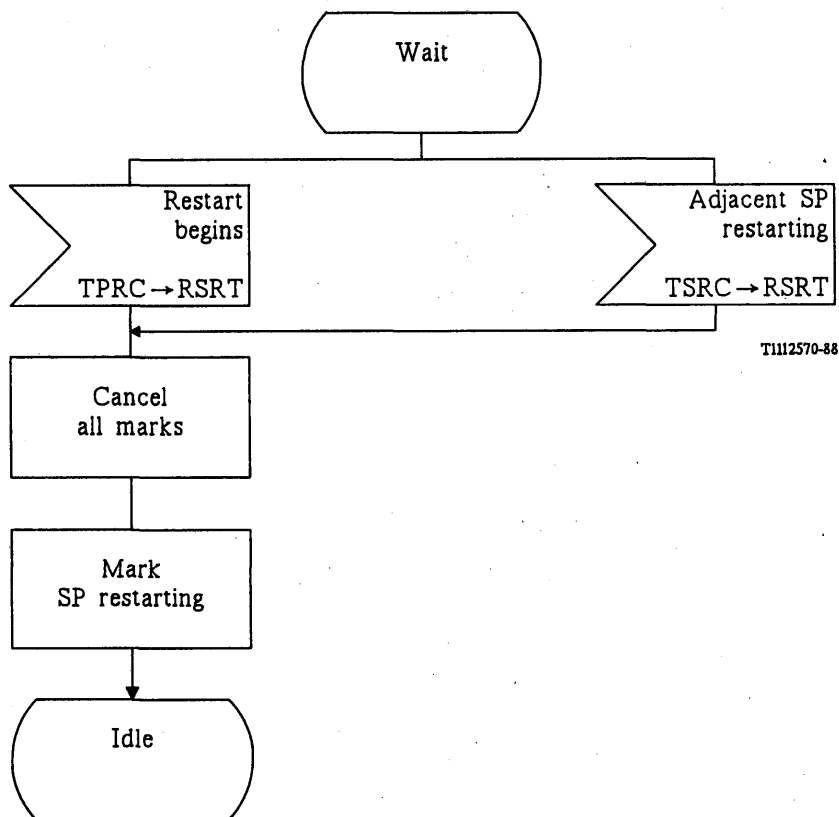 Wait
Restart
begins
TPRC→RSRT
Adjacent SP
restarting
TSRC→RSRT
T1112570-88
Cancel
all marks
Mark
SP restarting
Idle